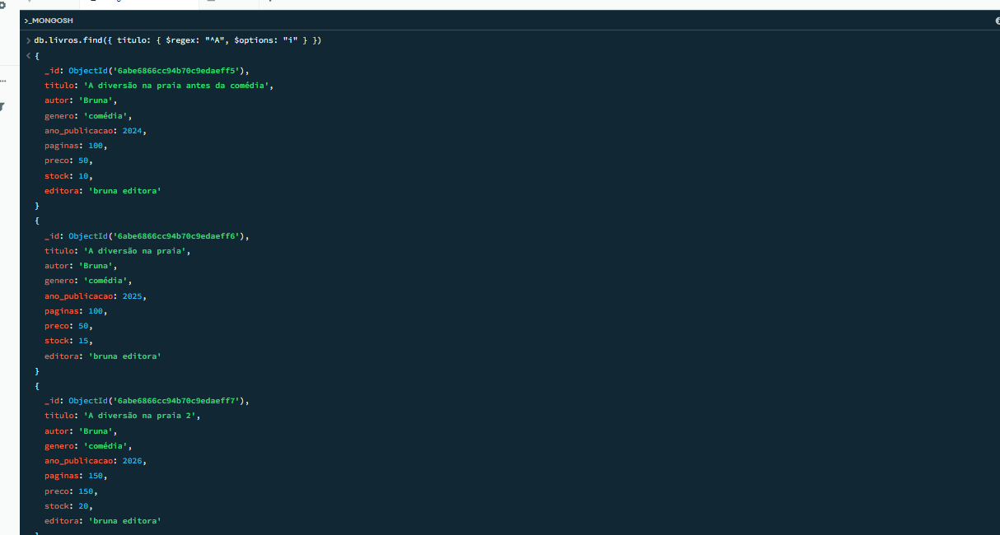 >_MONGOSH
> db.livros.find({ titulo: { $regex: "^A", $options: "i" } })
< {
_id: ObjectId('6abe6866cc94b70c9edaeff5'),
titulo: 'A diversão na praia antes da comédia',
autor: 'Bruna',
genero: 'comédia',
ano_publicacao: 2024,
paginas: 100,
preco: 50,
stock: 10,
editora: 'bruna editora'
}
{
_id: ObjectId('6abe6866cc94b70c9edaeff6'),
titulo: 'A diversão na praia',
autor: 'Bruna',
genero: 'comédia',
ano_publicacao: 2025,
paginas: 100,
preco: 50,
stock: 15,
editora: 'bruna editora'
}
{
_id: ObjectId('6abe6866cc94b70c9edaeff7'),
titulo: 'A diversão na praia 2',
autor: 'Bruna',
genero: 'comédia',
ano_publicacao: 2026,
paginas: 150,
preco: 150,
stock: 20,
editora: 'bruna editora'